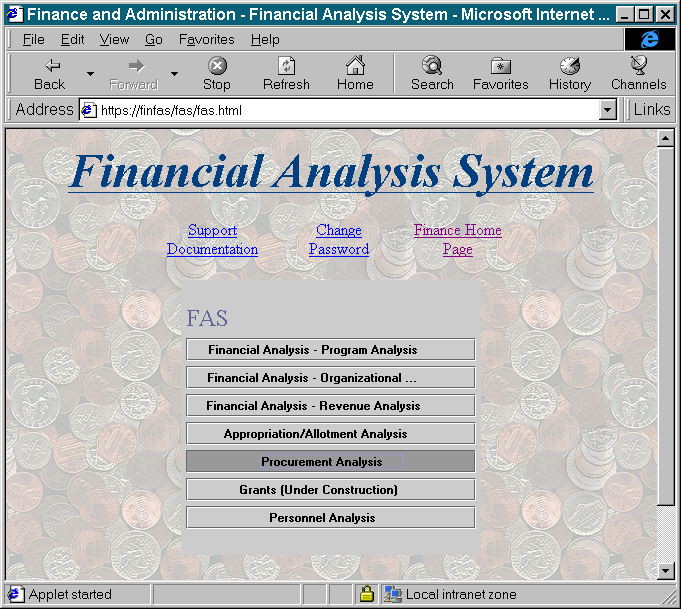 Finance and Administration - Financial Analysis System - Microsoft Internet ...
File Edit View Go Favorites Help
Back Forward Stop Refresh Home Search Favorites History Channels
Address https://finfas/fas/fas.html Links
Financial Analysis System
Support Change Finance Home
Documentation Password Page
FAS
Financial Analysis - Program Analysis
Financial Analysis - Organizational ...
Financial Analysis - Revenue Analysis
Appropriation/Allotment Analysis
Procurement Analysis
Grants (Under Construction)
Personnel Analysis
Applet started Local intranet zone